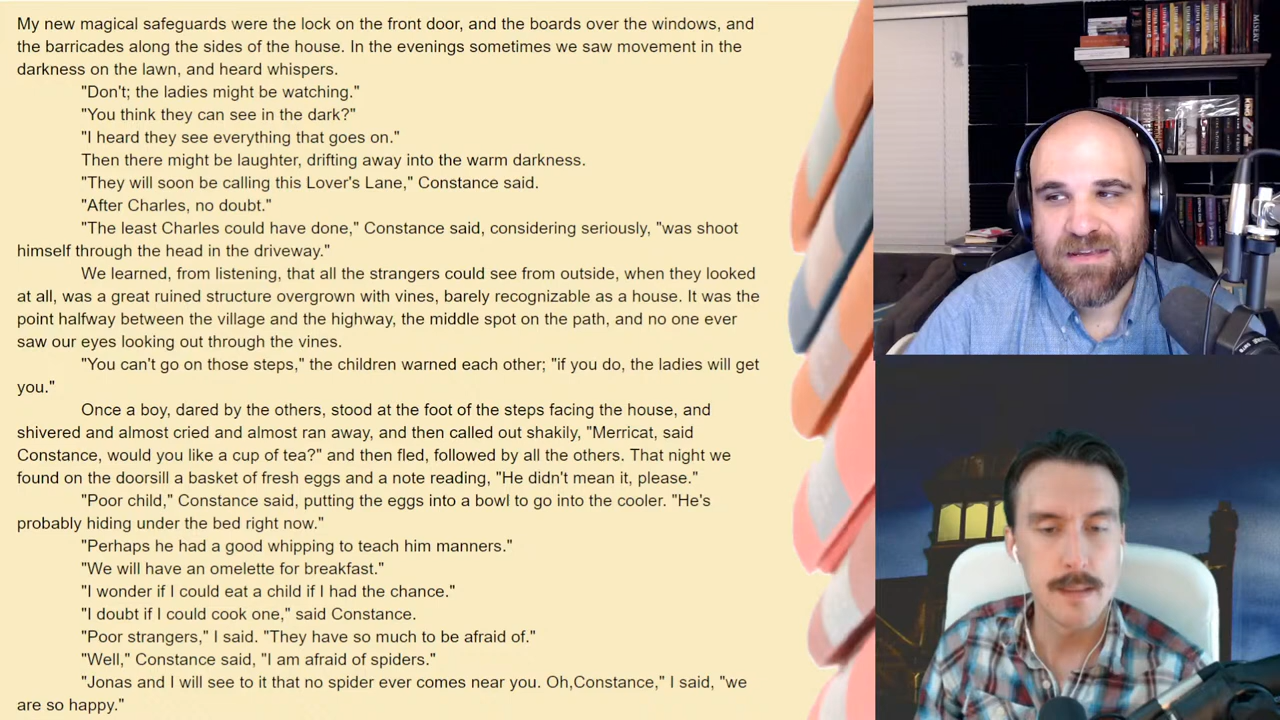 My new magical safeguards were the lock on the front door, and the boards over the windows, and
the barricades along the sides of the house. In the evenings sometimes we saw movement in the
darkness on the lawn, and heard whispers.
"Don't; the ladies might be watching."
"You think they can see in the dark?"
"I heard they see everything that goes on."
Then there might be laughter, drifting away into the warm darkness.
"They will soon be calling this Lover's Lane," Constance said.
"After Charles, no doubt."
"The least Charles could have done," Constance said, considering seriously, "was shoot
himself through the head in the driveway."
We learned, from listening, that all the strangers could see from outside, when they looked
at all, was a great ruined structure overgrown with vines, barely recognizable as a house. It was the
point halfway between the village and the highway, the middle spot on the path, and no one ever
saw our eyes looking out through the vines.
"You can't go on those steps," the children warned each other; "if you do, the ladies will get
you."
Once a boy, dared by the others, stood at the foot of the steps facing the house, and
shivered and almost cried and almost ran away, and then called out shakily, "Merricat, said
Constance, would you like a cup of tea?" and then fled, followed by all the others. That night we
found on the doorsill a basket of fresh eggs and a note reading, "He didn't mean it, please."
"Poor child," Constance said, putting the eggs into a bowl to go into the cooler. "He's
probably hiding under the bed right now."
"Perhaps he had a good whipping to teach him manners."
"We will have an omelette for breakfast."
"I wonder if I could eat a child if I had the chance."
"I doubt if I could cook one," said Constance.
"Poor strangers," I said. "They have so much to be afraid of."
"Well," Constance said, "I am afraid of spiders."
"Jonas and I will see to it that no spider ever comes near you. Oh,Constance," I said, "we
are so happy."
MISERY
KING